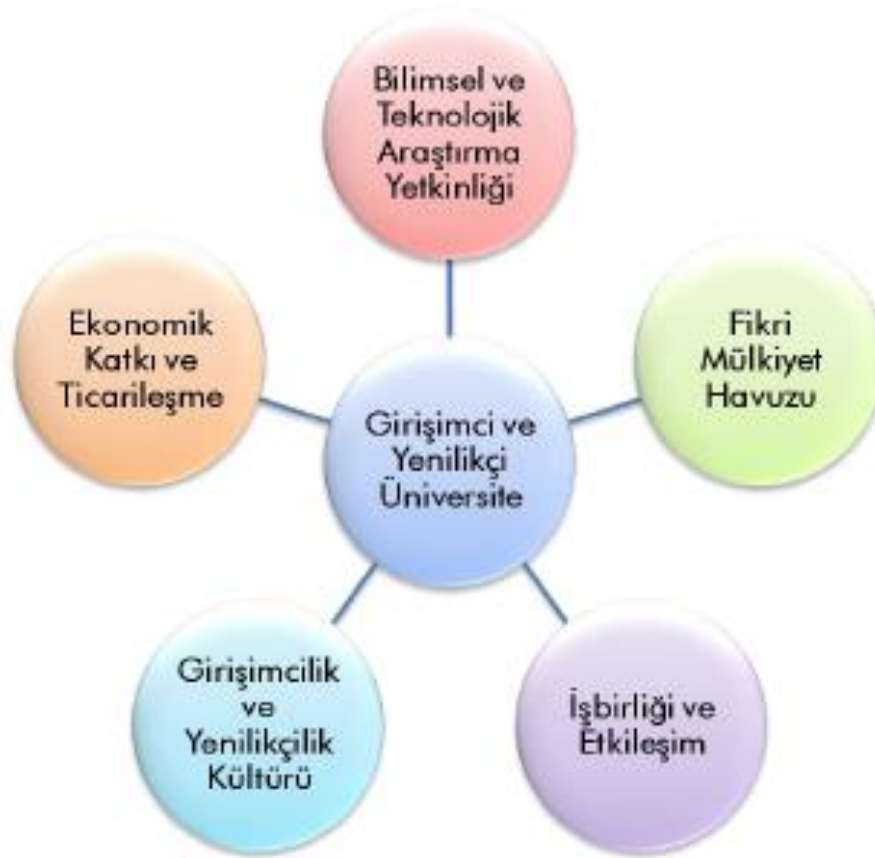 Bilimsel ve
Teknolojik
Araştırma
Yetkinliği
Ekonomik
Katkı ve
Ticarileşme
Fikri
Mülkiyet
Havuzu
Girişimci ve
Yenilikçi
Üniversite
Girişimcilik
ve
Yenilikçilik
Kültürü
İşbirliği ve
Etkileşim